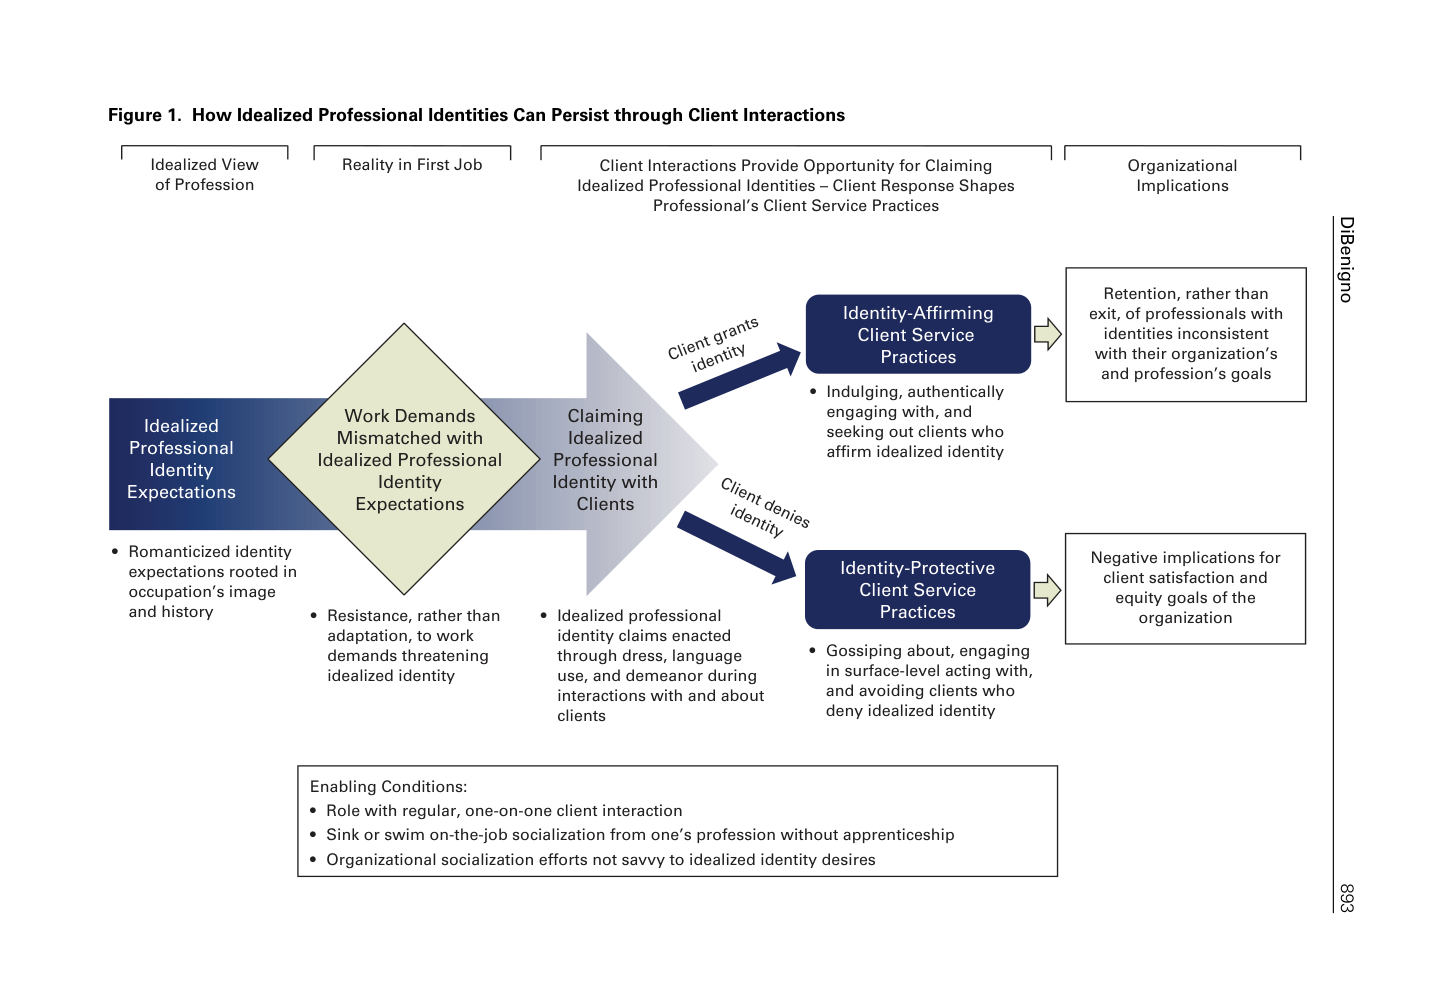 Figure 1. How Idealized Professional Identities Can Persist through Client Interactions
Idealized View
of Profession
Reality in First Job
Client Interactions Provide Opportunity for Claiming
Idealized Professional Identities – Client Response Shapes
Professional’s Client Service Practices
Organizational
Implications
Idealized
Professional
Identity
Expectations
• Romanticized identity
expectations rooted in
occupation’s image
and history
Work Demands
Mismatched with
Idealized Professional
Identity
Expectations
• Resistance, rather than
adaptation, to work
demands threatening
idealized identity
Claiming
Idealized
Professional
Identity with
Clients
• Idealized professional
identity claims enacted
through dress, language
use, and demeanor during
interactions with and about
clients
Client grants
identity
Identity-Affirming
Client Service
Practices
• Indulging, authentically
engaging with, and
seeking out clients who
affirm idealized identity
Retention, rather than
exit, of professionals with
identities inconsistent
with their organization’s
and profession’s goals
Client denies
identity
Identity-Protective
Client Service
Practices
• Gossiping about, engaging
in surface-level acting with,
and avoiding clients who
deny idealized identity
Negative implications for
client satisfaction and
equity goals of the
organization
Enabling Conditions:
• Role with regular, one-on-one client interaction
• Sink or swim on-the-job socialization from one’s profession without apprenticeship
• Organizational socialization efforts not savvy to idealized identity desires
DiBenigno
893